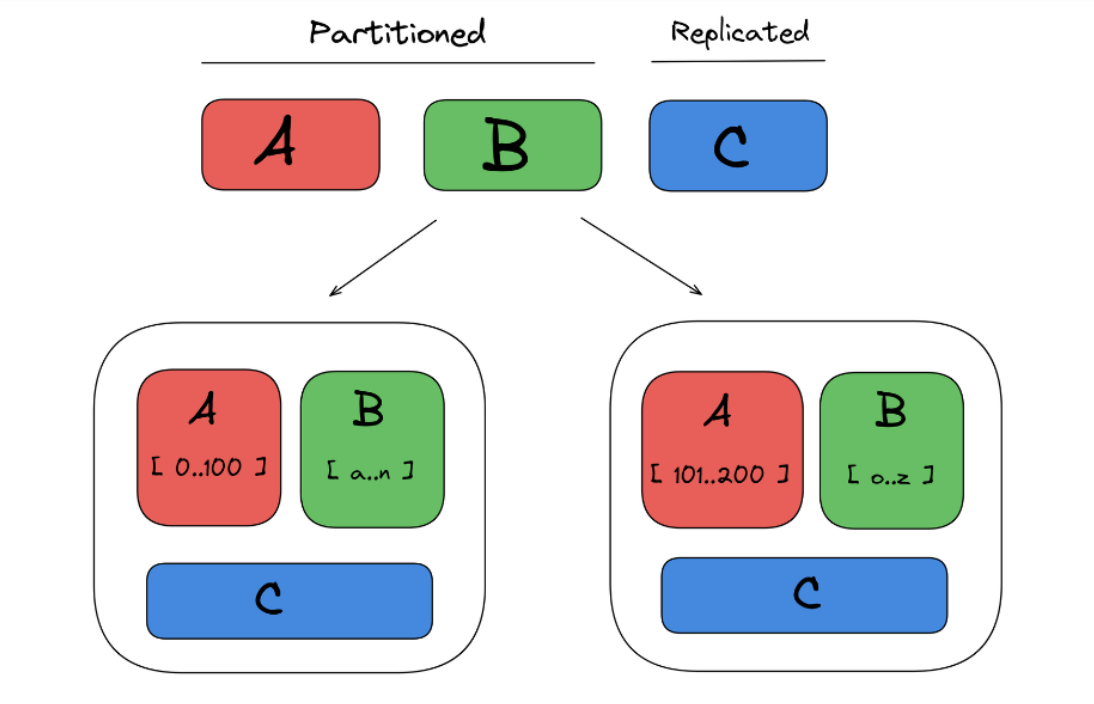 Partitioned
Replicated
A
B
C
A
[ 0..100 ]
B
[ a..n ]
C
A
[ 101..200 ]
B
[ o..z ]
C